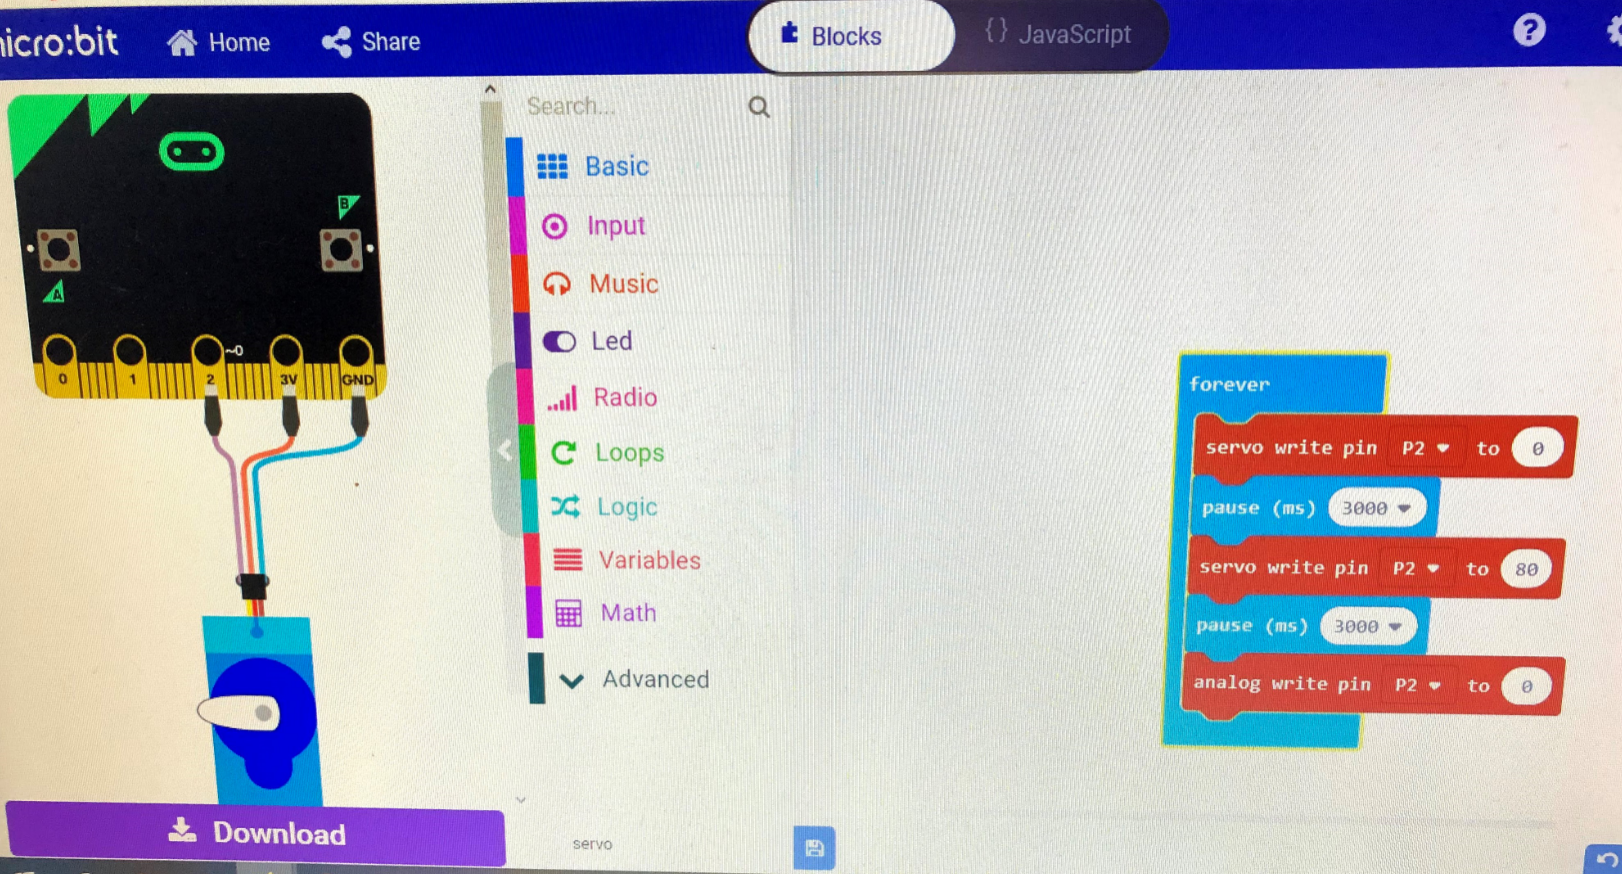 icro:bit
Home
Share
Blocks
{} JavaScript
?
Search...
Basic
Input
Music
Led
Radio
Loops
Logic
Variables
Math
Advanced
B
A
~0
0 1 2 3V GND
forever
servo write pin P2 to 0
pause (ms) 3000
servo write pin P2 to 80
pause (ms) 3000
analog write pin P2 to 0
Download
servo